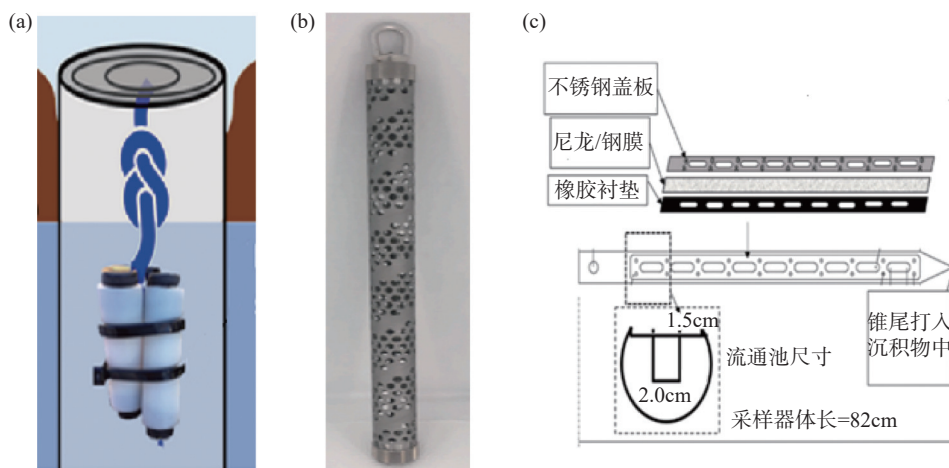 (a)
(b)
(c)
不锈钢盖板
尼龙/钢膜
橡胶衬垫
1.5cm
流通池尺寸
2.0cm
锥尾打入
沉积物中
采样器体长=82cm